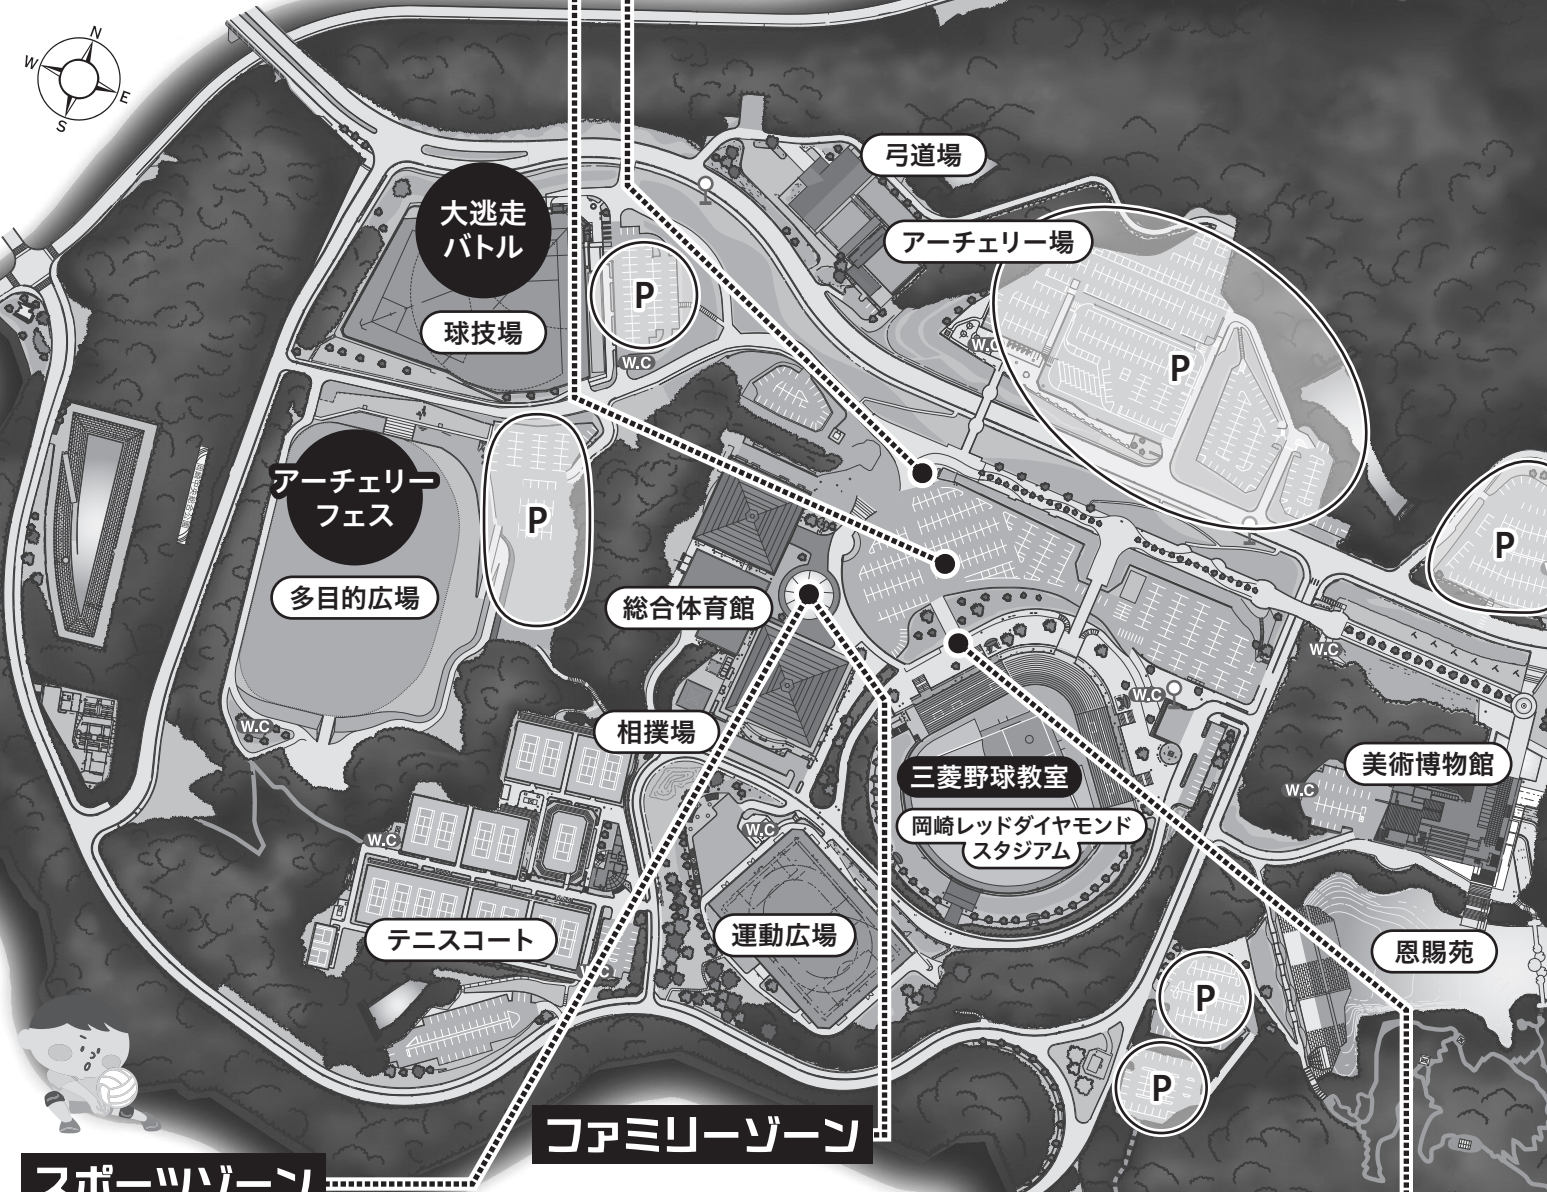 N
W
E
S
弓道場
大逃走
バトル
アーチェリー場
P
球技場
W.C
W.C
P
アーチェリー
フェス
P
P
多目的広場
総合体育館
W.C
W.C
W.C
相撲場
三菱野球教室
美術博物館
W.C
岡崎レッドダイヤモンド
スタジアム
W.C
W.C
テニスコート
運動広場
恩賜苑
W.C
P
P
ファミリーゾーン
スポーツゾーン